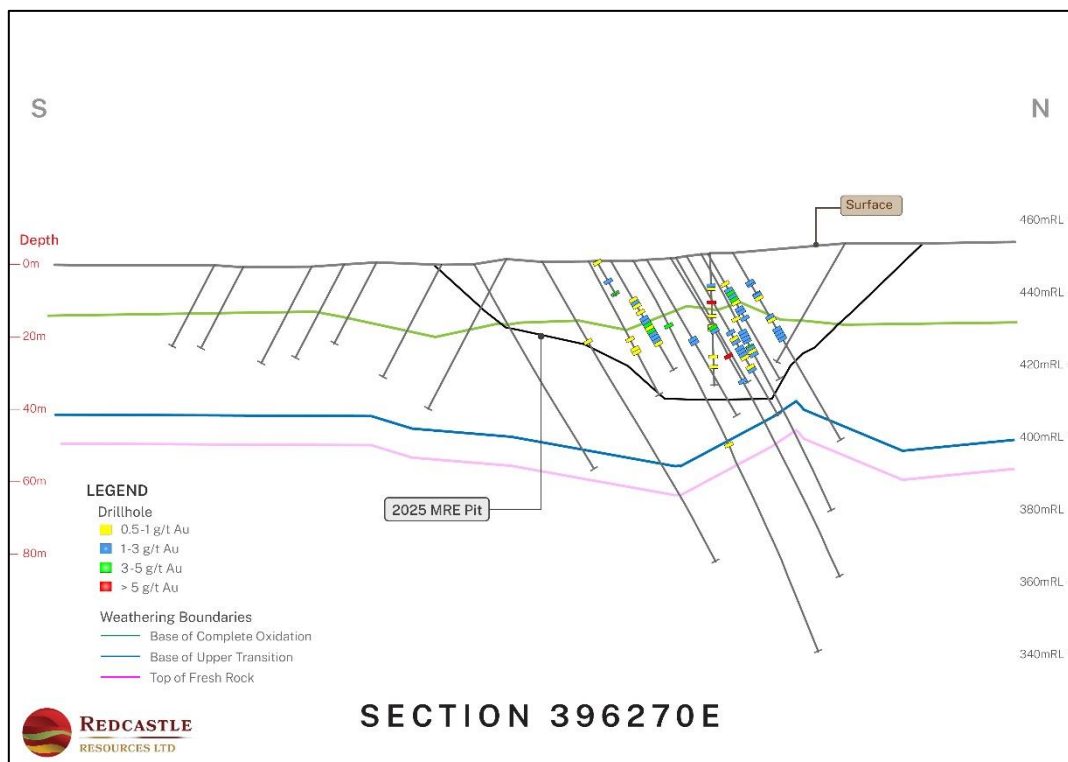 S
N
Surface
460mRL
Depth
0m
440mRL
20m
420mRL
40m
400mRL
60m
380mRL
80m
360mRL
340mRL
2025 MRE Pit
LEGEND
Drillhole
0.5-1 g/t Au
1-3 g/t Au
3-5 g/t Au
> 5 g/t Au
Weathering Boundaries
Base of Complete Oxidation
Base of Upper Transition
Top of Fresh Rock
REDCASTLE
RESOURCES LTD
SECTION 396270E